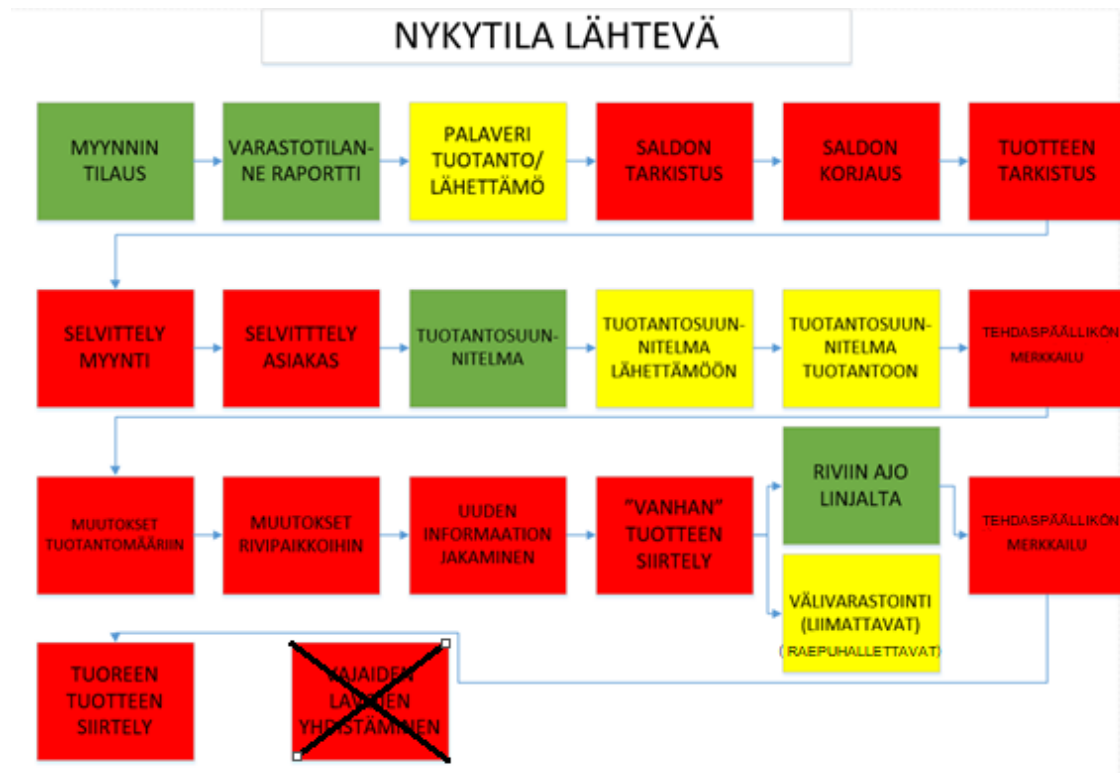 NYKYTILA LÄHTEVÄ
MYYNNIN
TILAUS
VARASTOTILAN-
NE RAPORTTI
PALAVERI
TUOTANTO/
LÄHETTÄMÖ
SALDON
TARKISTUS
SALDON
KORJAUS
TUOTTEEN
TARKISTUS
SELVITTELY
MYYNTI
SELVITTTELY
ASIAKAS
TUOTANTOSUUN-
NITELMA
TUOTANTOSUUN-
NITELMA
LÄHETTÄMÖÖN
TUOTANTOSUUN-
NITELMA
TUOTANTOON
TEHDASPÄÄLLIKÖN
MERKKAILU
MUUTOKSET
TUOTANTOMÄÄRIIN
MUUTOKSET
RIVIPAIKKOIHIN
UUDEN
INFORMAATION
JAKAMINEN
”VANHAN”
TUOTTEEN
SIIRTELY
RIVIIN AJO
LINJALTA
VÄLIVARASTOINTI
(LIIMATTAVAT)
( RAEPUHALLETTAVAT)
TEHDASPÄÄLLIKÖN
MERKKAILU
TUOREEN
TUOTTEEN
SIIRTELY
VAJAIDEN
LAVOJEN
YHDISTÄMINEN